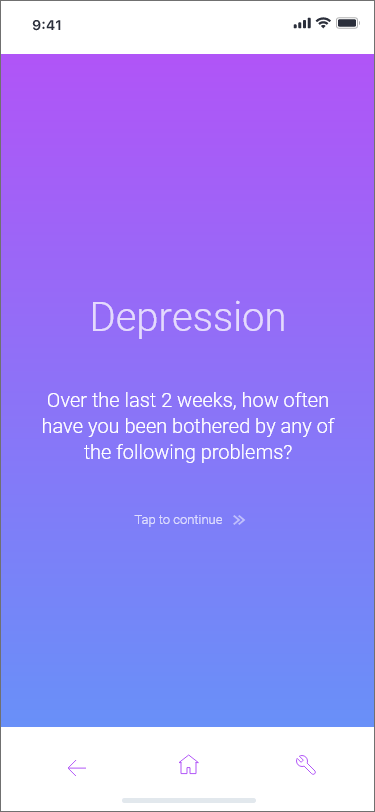 9:41
Depression
Over the last 2 weeks, how often
have you been bothered by any of
the following problems?
Tap to continue